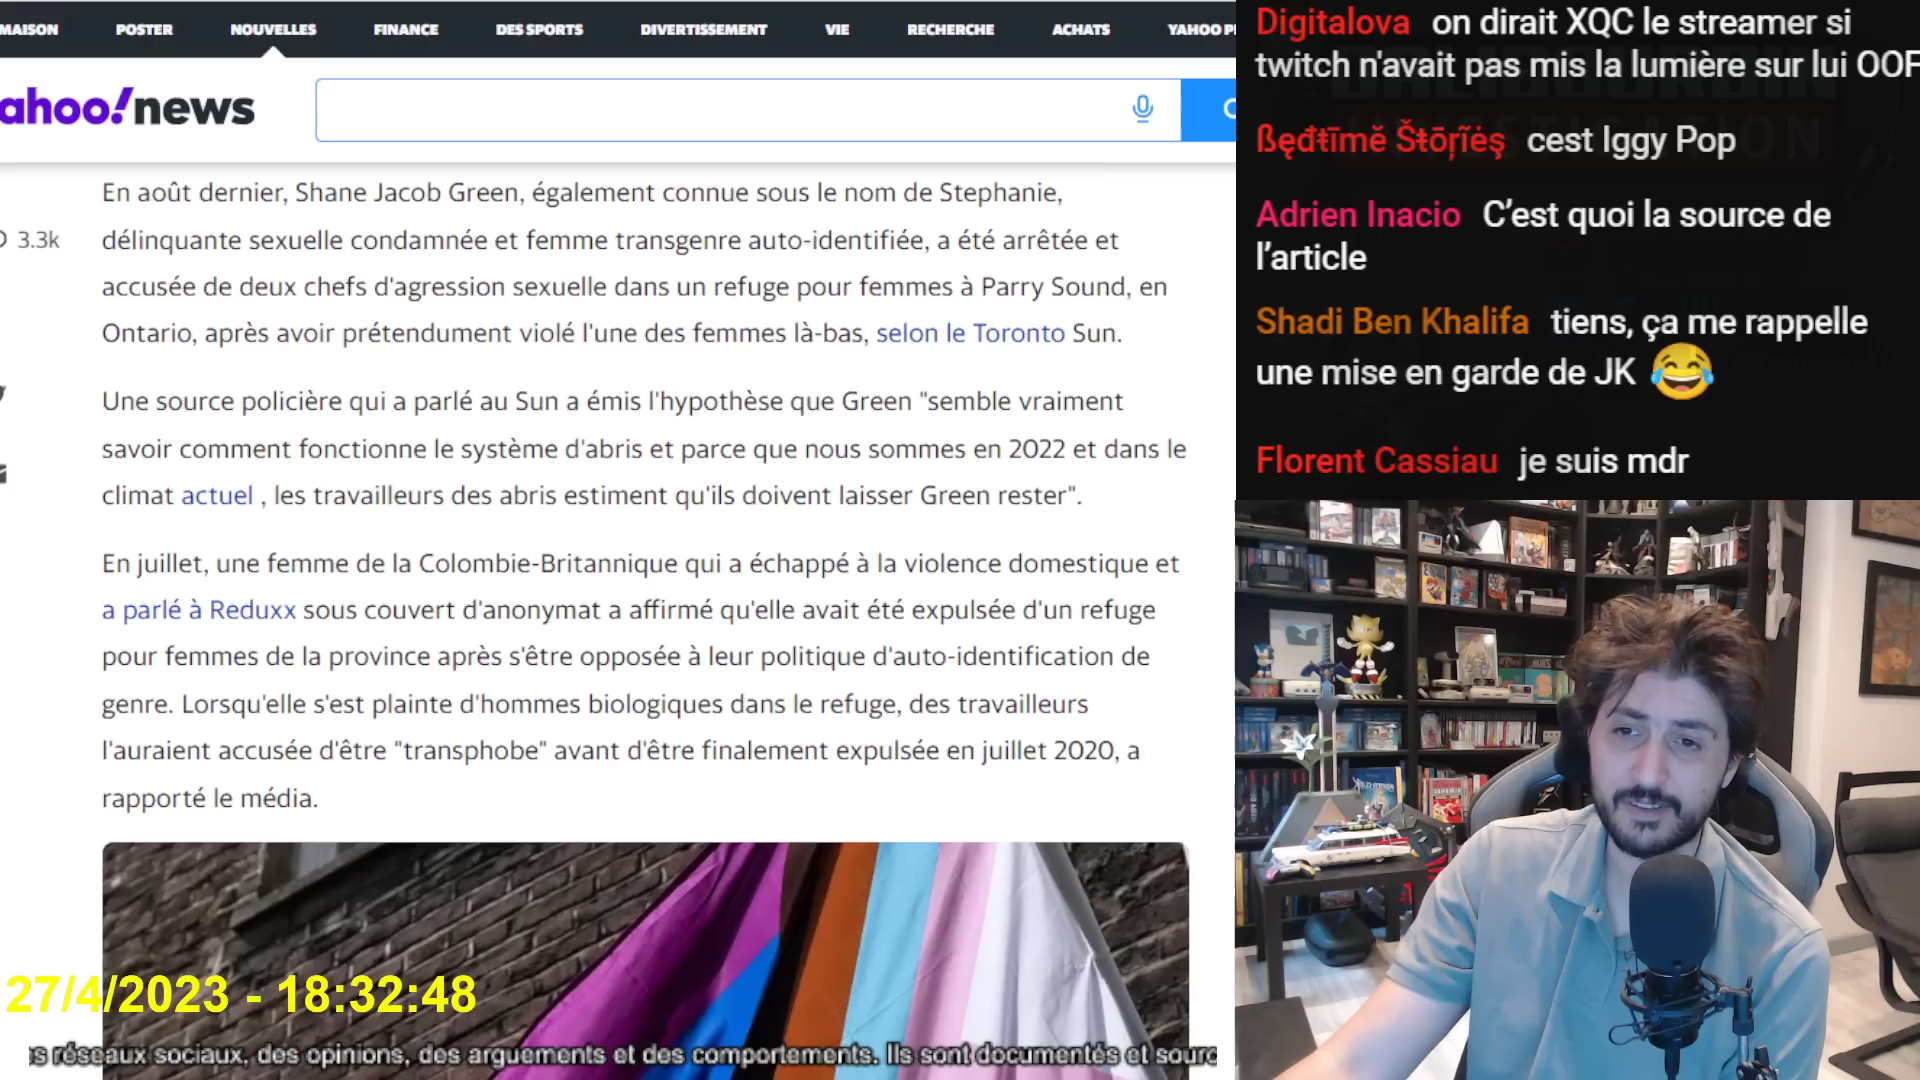 MAISON POSTER NOUVELLES FINANCE DES SPORTS DIVERTISSEMENT VIE RECHERCHE ACHATS YAHOO
ahoo!news
En août dernier, Shane Jacob Green, également connue sous le nom de Stephanie,
délinquante sexuelle condamnée et femme transgenre auto-identifiée, a été arrêtée et
accusée de deux chefs d'agression sexuelle dans un refuge pour femmes à Parry Sound, en
Ontario, après avoir prétendument violé l'une des femmes là-bas, selon le Toronto Sun.
3.3k
Une source policière qui a parlé au Sun a émis l'hypothèse que Green "semble vraiment
savoir comment fonctionne le système d'abris et parce que nous sommes en 2022 et dans le
climat actuel , les travailleurs des abris estiment qu'ils doivent laisser Green rester".
En juillet, une femme de la Colombie-Britannique qui a échappé à la violence domestique et
a parlé à Reduxx sous couvert d'anonymat a affirmé qu'elle avait été expulsée d'un refuge
pour femmes de la province après s'être opposée à leur politique d'auto-identification de
genre. Lorsqu'elle s'est plainte d'hommes biologiques dans le refuge, des travailleurs
l'auraient accusée d'être "transphobe" avant d'être finalement expulsée en juillet 2020, a
rapporté le média.
27/4/2023 - 18:32:48
réseaux sociaux, des opinions, des arguements et des comportements. Ils sont documentés et sourc
Digitalova on dirait XQC le streamer si
twitch n'avait pas mis la lumière sur lui OOF
ßęđŧīmĕ Štōŗĩėş cest Iggy Pop
Adrien Inacio C’est quoi la source de
l’article
Shadi Ben Khalifa tiens, ça me rappelle
une mise en garde de JK 😂
Florent Cassiau je suis mdr